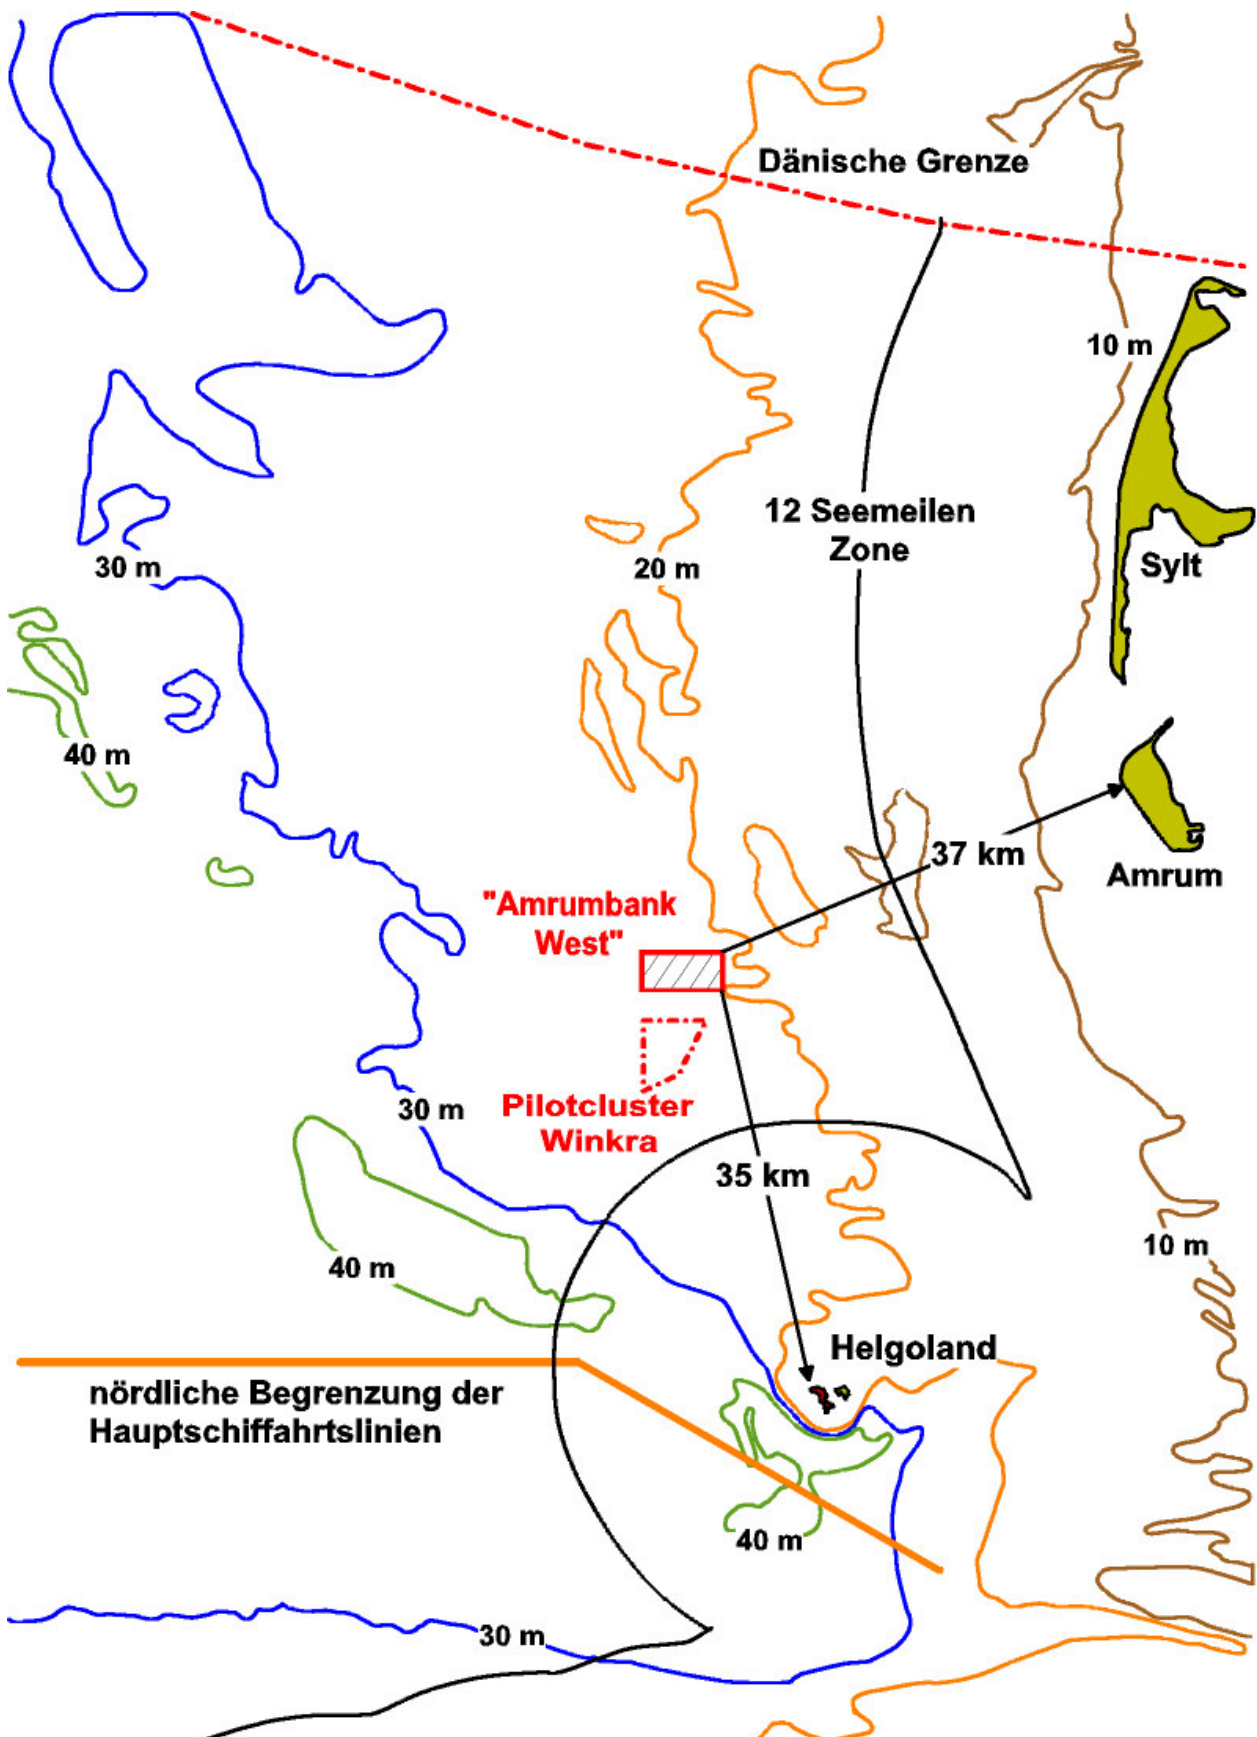 Dänische Grenze
10 m
12 Seemeilen
Zone
Sylt
30 m
20 m
40 m
37 km
Amrum
"Amrumbank
West"
Pilotcluster
Winkra
30 m
35 km
10 m
40 m
Helgoland
nördliche Begrenzung der
Hauptschiffahrtslinien
40 m
30 m